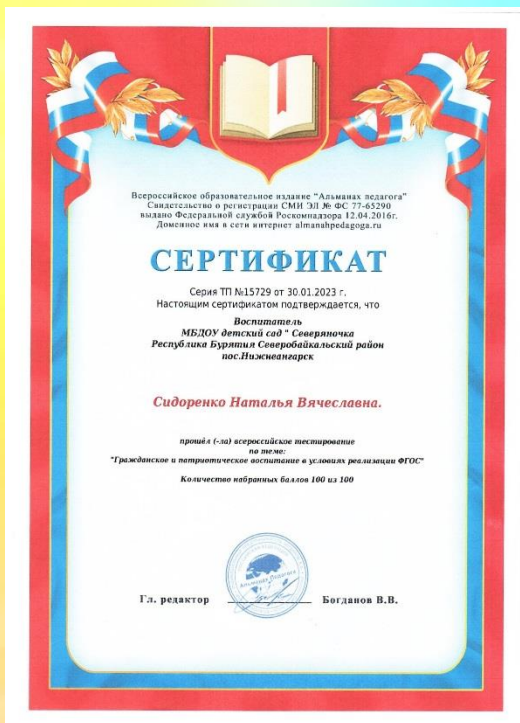 Всероссийское образовательное издание "Альманах педагога"
Свидетельство о регистрации СМИ ЭЛ № ФС 77-65290
выдано Федеральной службой Роскомнадзора 12.04.2016г.
Доменное имя в сети интернет almanahpedagoga.ru
СЕРТИФИКАТ
Серия ТП №15729 от 30.01.2023 г.
Настоящим сертификатом подтверждается, что
Воспитатель
МБДОУ детский сад " Северяночка
Республика Бурятия Северобайкальский район
пос.Нижнеангарск
Сидоренко Наталья Вячеславна.
прошёл (-ла) всероссийское тестирование
по теме:
"Гражданское и патриотическое воспитание в условиях реализации ФГОС"
Количество набранных баллов 100 из 100
Альманах Педагога
Гл. редактор Богданов В.В.